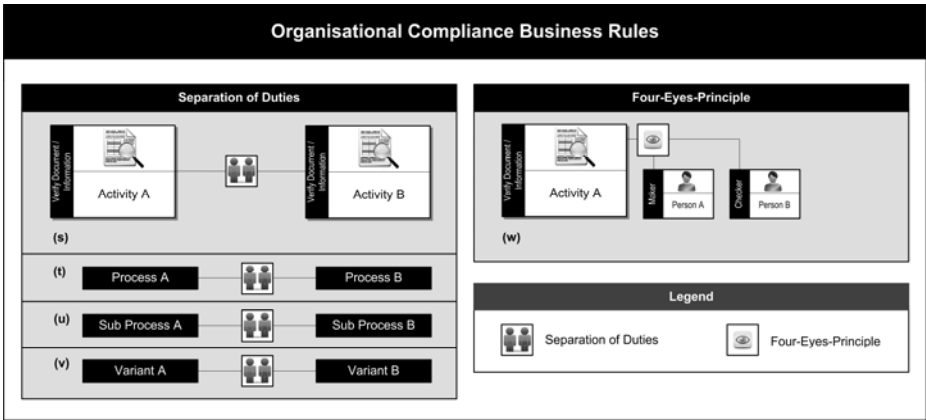 Organisational Compliance Business Rules
Separation of Duties
Verify Document /
Information
Activity A
Verify Document /
Information
Activity B
(s)
(t)
Process A
Process B
(u)
Sub Process A
Sub Process B
(v)
Variant A
Variant B
Four-Eyes-Principle
Verify Document /
Information
Activity A
Maker
Person A
Checker
Person B
(w)
Legend
Separation of Duties
Four-Eyes-Principle